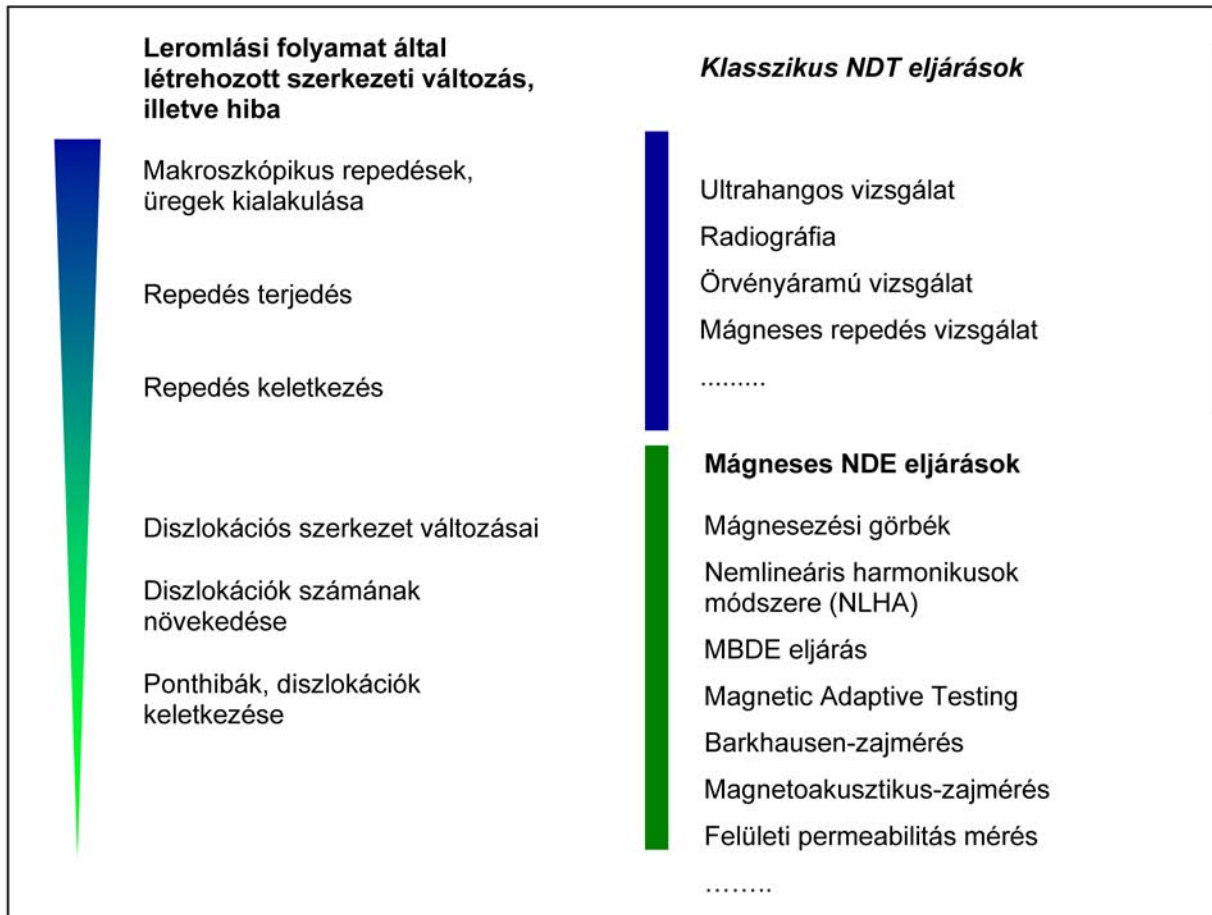 Leromlási folyamat által
létrehozott szerkezeti változás,
illetve hiba
Makroszkópikus repedések,
üregek kialakulása
Repedés terjedés
Repedés keletkezés
Diszlokációs szerkezet változásai
Diszlokációk számának
növekedése
Ponthibák, diszlokációk
keletkezése
Klasszikus NDT eljárások
Ultrahangos vizsgálat
Radiográfia
Örvényáramú vizsgálat
Mágneses repedés vizsgálat
.........
Mágneses NDE eljárások
Mágnesezési görbék
Nemlineáris harmonikusok
módszere (NLHA)
MBDE eljárás
Magnetic Adaptive Testing
Barkhausen-zajmérés
Magnetoakusztikus-zajmérés
Felületi permeabilitás mérés
……..